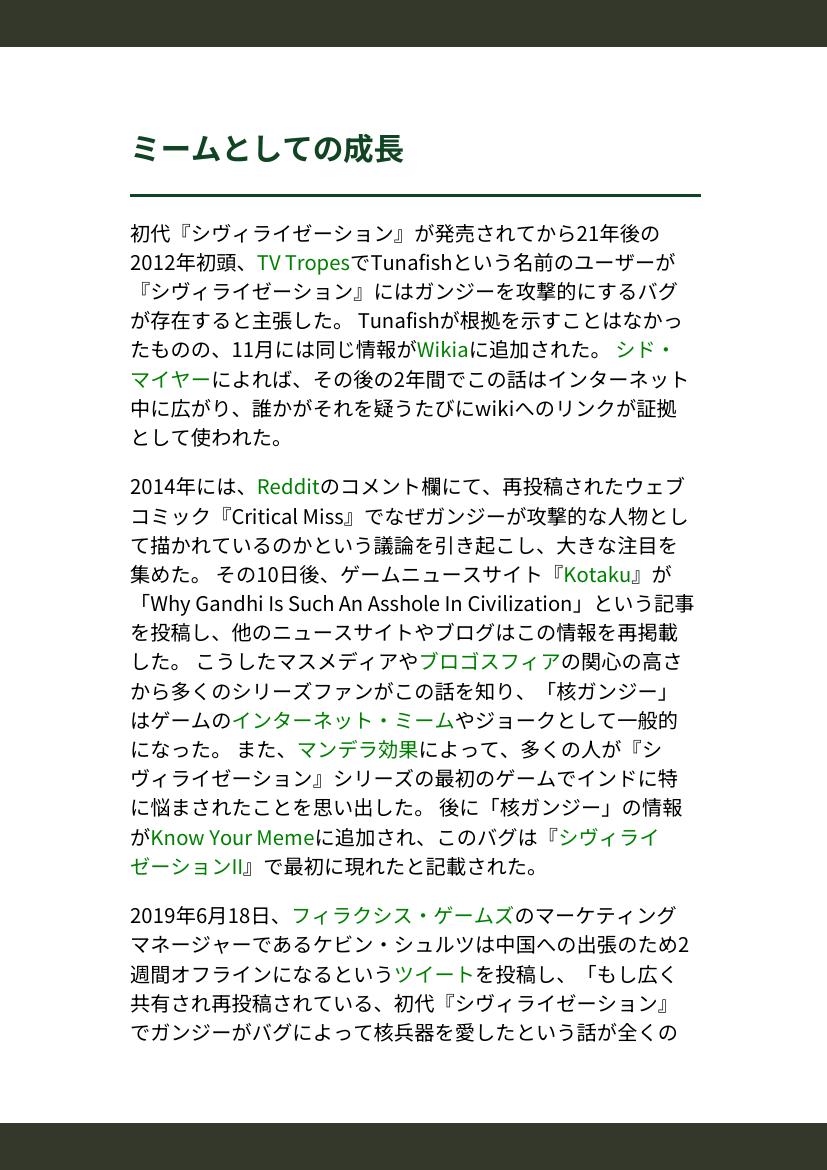 ミームとしての成長
初代『シヴィライゼーション』が発売されてから21年後の
2012年初頭、TV TropesでTunafishという名前のユーザーが
『シヴィライゼーション』にはガンジーを攻撃的にするバグ
が存在すると主張した。 Tunafishが根拠を示すことはなかっ
たものの、11月には同じ情報がWikiaに追加された。 シド・
マイヤーによれば、その後の2年間でこの話はインターネット
中に広がり、誰かがそれを疑うたびにwikiへのリンクが証拠
として使われた。
2014年には、Redditのコメント欄にて、再投稿されたウェブ
コミック『Critical Miss』でなぜガンジーが攻撃的な人物とし
て描かれているのかという議論を引き起こし、大きな注目を
集めた。 その10日後、ゲームニュースサイト『Kotaku』が
「Why Gandhi Is Such An Asshole In Civilization」という記事
を投稿し、他のニュースサイトやブログはこの情報を再掲載
した。 こうしたマスメディアやブロゴスフィアの関心の高さ
から多くのシリーズファンがこの話を知り、「核ガンジー」
はゲームのインターネット・ミームやジョークとして一般的
になった。 また、マンデラ効果によって、多くの人が『シ
ヴィライゼーション』シリーズの最初のゲームでインドに特
に悩まされたことを思い出した。 後に「核ガンジー」の情報
がKnow Your Memeに追加され、このバグは『シヴィライ
ゼーションII』で最初に現れたと記載された。
2019年6月18日、フィラクシス・ゲームズのマーケティング
マネージャーであるケビン・シュルツは中国への出張のため2
週間オフラインになるというツイートを投稿し、「もし広く
共有され再投稿されている、初代『シヴィライゼーション』
でガンジーがバグによって核兵器を愛したという話が全くの